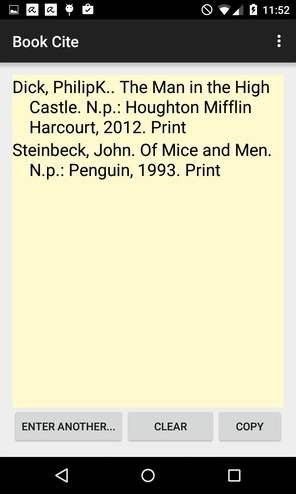 11:52
Book Cite
Dick, PhilipK.. The Man in the High
Castle. N.p.: Houghton Mifflin
Harcourt, 2012. Print
Steinbeck, John. Of Mice and Men.
N.p.: Penguin, 1993. Print
ENTER ANOTHER... CLEAR COPY